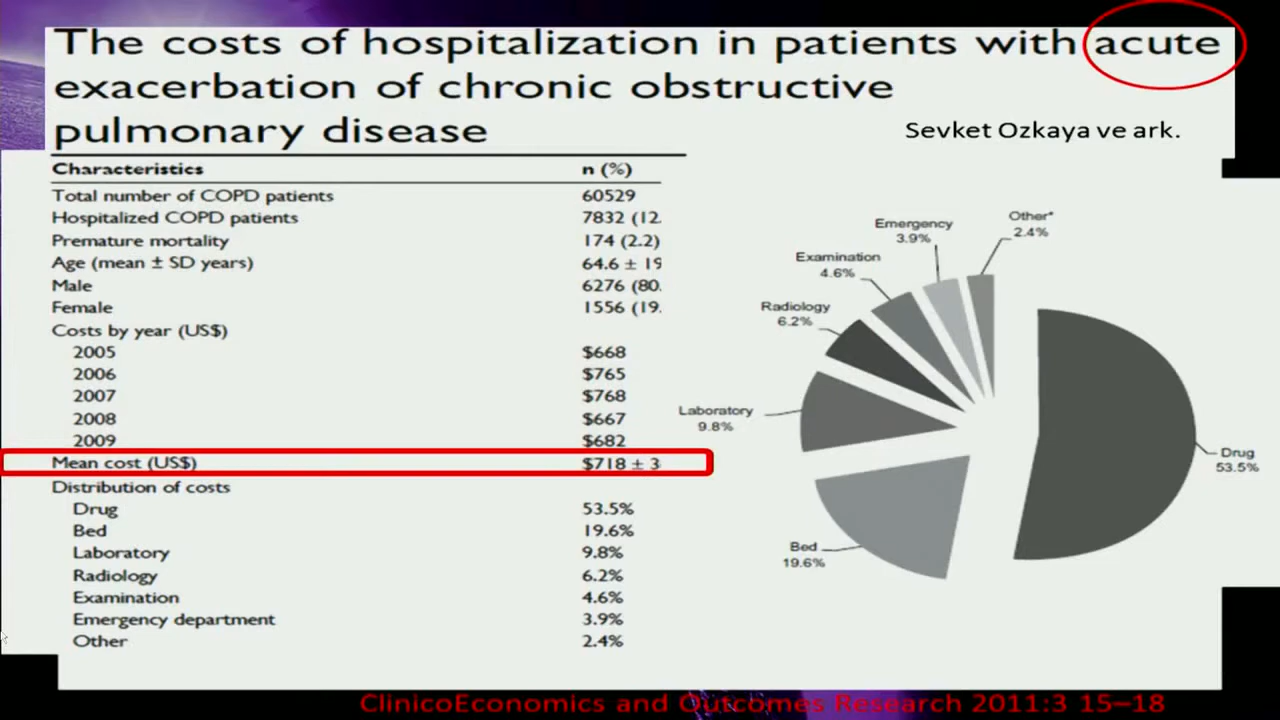 The costs of hospitalization in patients with acute
exacerbation of chronic obstructive
pulmonary disease
Sevket Ozkaya ve ark.
Characteristics n (%)
Total number of COPD patients 60529
Hospitalized COPD patients 7832 (12.
Premature mortality 174 (2.2)
Age (mean ± SD years) 64.6 ± 19
Male 6276 (80.
Female 1556 (19.
Costs by year (US$)
2005 $668
2006 $765
2007 $768
2008 $667
2009 $682
Mean cost (US$) $718 ± 3
Distribution of costs
Drug 53.5%
Bed 19.6%
Laboratory 9.8%
Radiology 6.2%
Examination 4.6%
Emergency department 3.9%
Other 2.4%
Other*
2.4%
Emergency
3.9%
Examination
4.6%
Radiology
6.2%
Laboratory
9.8%
Bed
19.6%
Drug
53.5%
ClinicoEconomics and Outcomes Research 2011:3 15–18